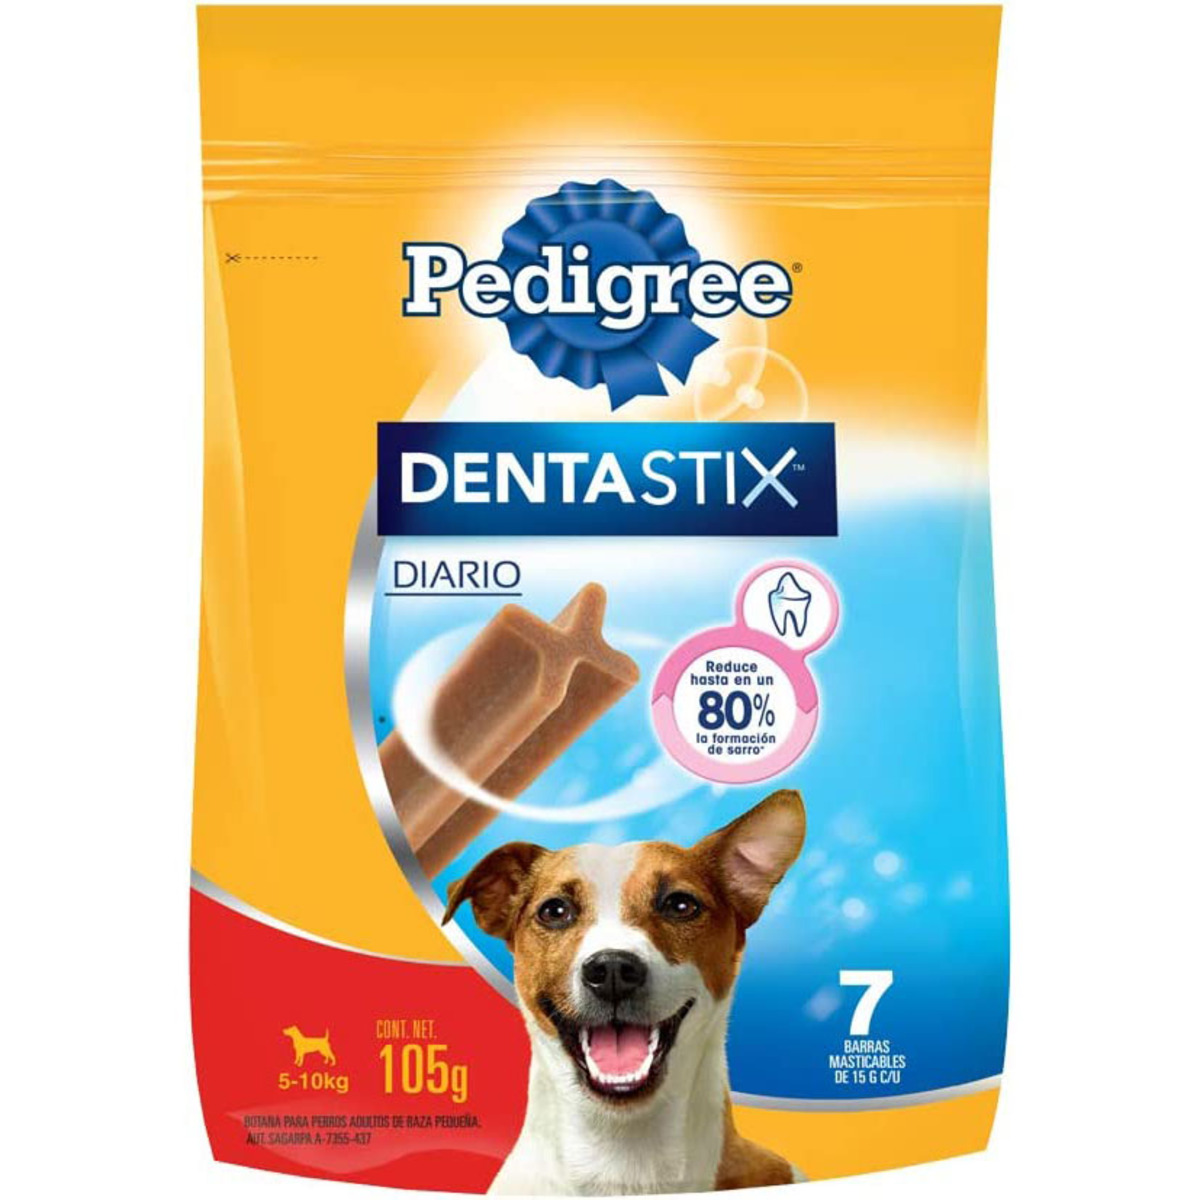 Pedigree®
DENTASTIX™
DIARIO
Reduce
hasta en un
80%
la formación
de sarro*
7
BARRAS
MASTICABLES
DE 15 G C/U
CONT. NET.
105g
5-10kg
BOTANA PARA PERROS ADULTOS DE RAZA PEQUEÑA.
AUT. SAGARPA A-7355-437